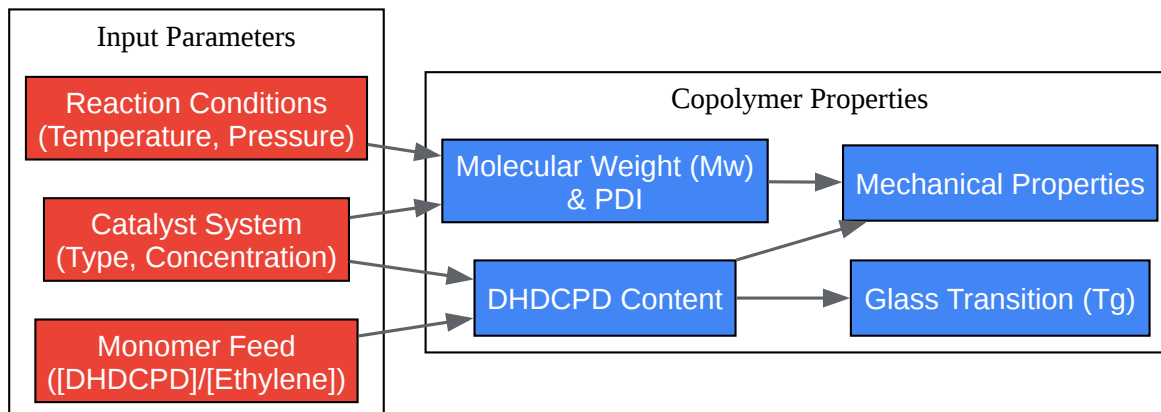 Input Parameters
Reaction Conditions
(Temperature, Pressure)
Catalyst System
(Type, Concentration)
Monomer Feed
([DHDCPD]/[Ethylene])
Copolymer Properties
Molecular Weight (Mw)
& PDI
Mechanical Properties
DHDCPD Content
Glass Transition (Tg)